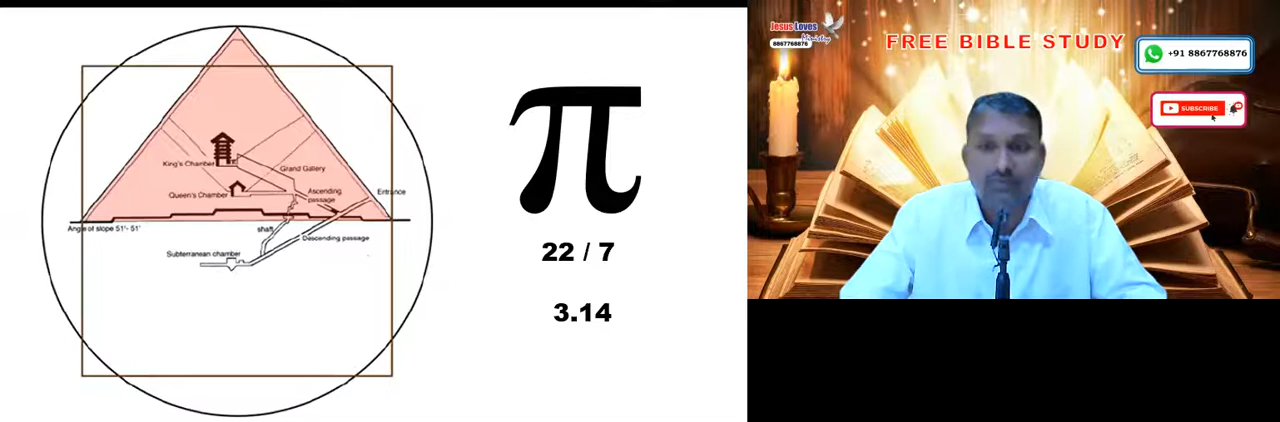 King's Chamber
Grand Gallery
Queen's Chamber
Ascending
passage
Entrance
Angle of slope 51'- 51'
shaft
Descending passage
Subterranean chamber
π
22 / 7
3.14
Jesus Loves
Ministry
8867768876
FREE BIBLE STUDY
+91 8867768876
SUBSCRIBE